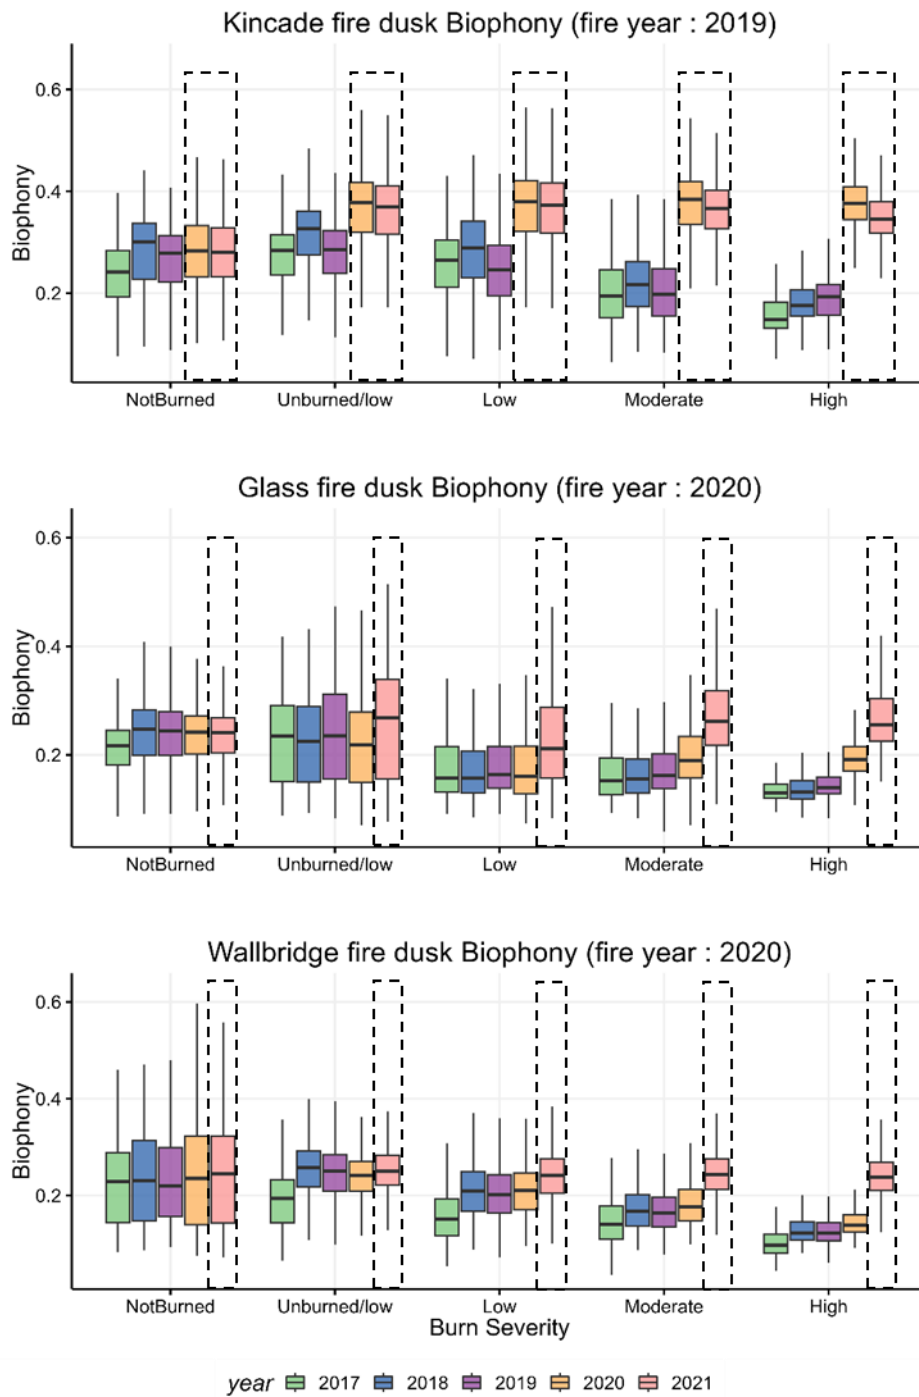 Kincade fire dusk Biophony (fire year : 2019)
Biophony
0.6
0.4
0.2
NotBurned Unburned/low Low Moderate High
Glass fire dusk Biophony (fire year : 2020)
Biophony
0.6
0.4
0.2
NotBurned Unburned/low Low Moderate High
Wallbridge fire dusk Biophony (fire year : 2020)
Biophony
0.6
0.4
0.2
NotBurned Unburned/low Low Moderate High
Burn Severity
year 2017 2018 2019 2020 2021